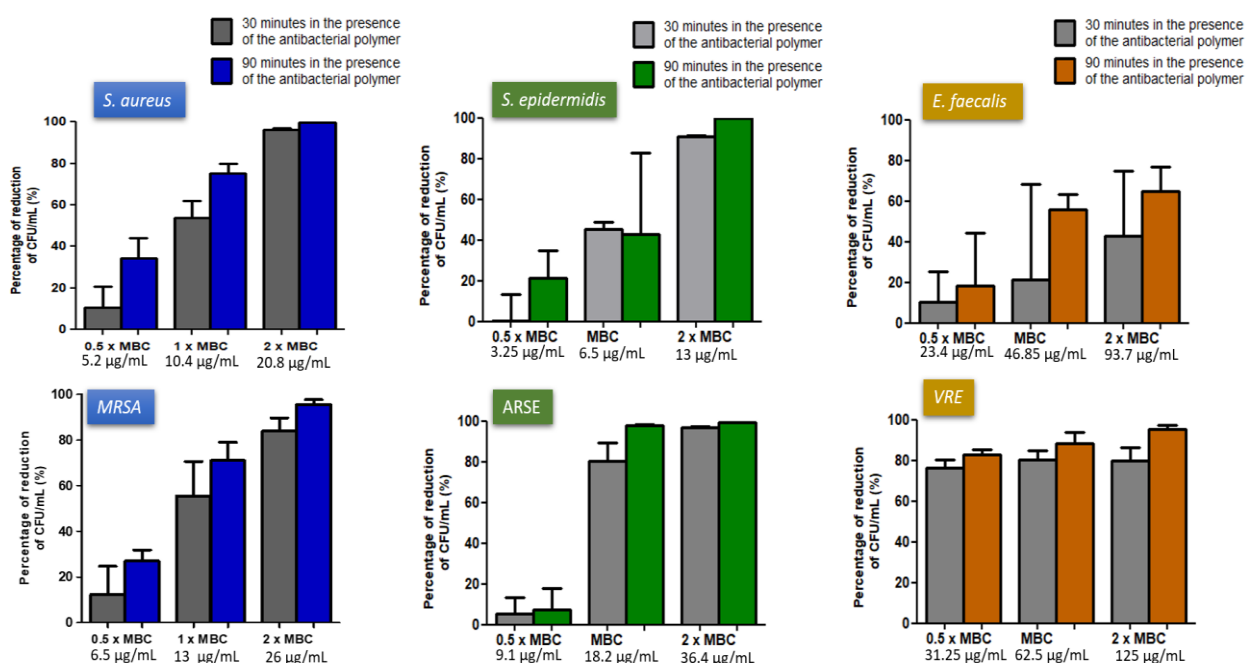 30 minutes in the presence
of the antibacterial polymer
90 minutes in the presence
of the antibacterial polymer
S. aureus
Percentage of reduction
of CFU/mL (%)
100
80
60
40
20
0
0.5 x MBC
1 x MBC
2 x MBC
5.2 µg/mL
10.4 µg/mL
20.8 µg/mL
30 minutes in the presence
of the antibacterial polymer
90 minutes in the presence
of the antibacterial polymer
S. epidermidis
Percentage of reduction
of CFU/mL (%)
100
80
60
40
20
0
0.5 x MBC
MBC
2 x MBC
3.25 µg/mL
6.5 µg/mL
13 µg/mL
30 minutes in the presence
of the antibacterial polymer
90 minutes in the presence
of the antibacterial polymer
E. faecalis
Percentage of reduction
of CFU/mL (%)
100
80
60
40
20
0
0.5 x MBC
MBC
2 x MBC
23.4 µg/mL
46.85 µg/mL
93.7 µg/mL
MRSA
Percentage of reduction
of CFU/mL (%)
100
80
60
40
20
0
0.5 x MBC
1 x MBC
2 x MBC
6.5 µg/mL
13 µg/mL
26 µg/mL
ARSE
Percentage of reduction
of CFU/mL (%)
100
80
60
40
20
0
0.5 x MBC
MBC
2 x MBC
9.1 µg/mL
18.2 µg/mL
36.4 µg/mL
VRE
Percentage of reduction
of CFU/mL (%)
100
80
60
40
20
0
0.5 x MBC
MBC
2 x MBC
31.25 µg/mL
62.5 µg/mL
125 µg/mL